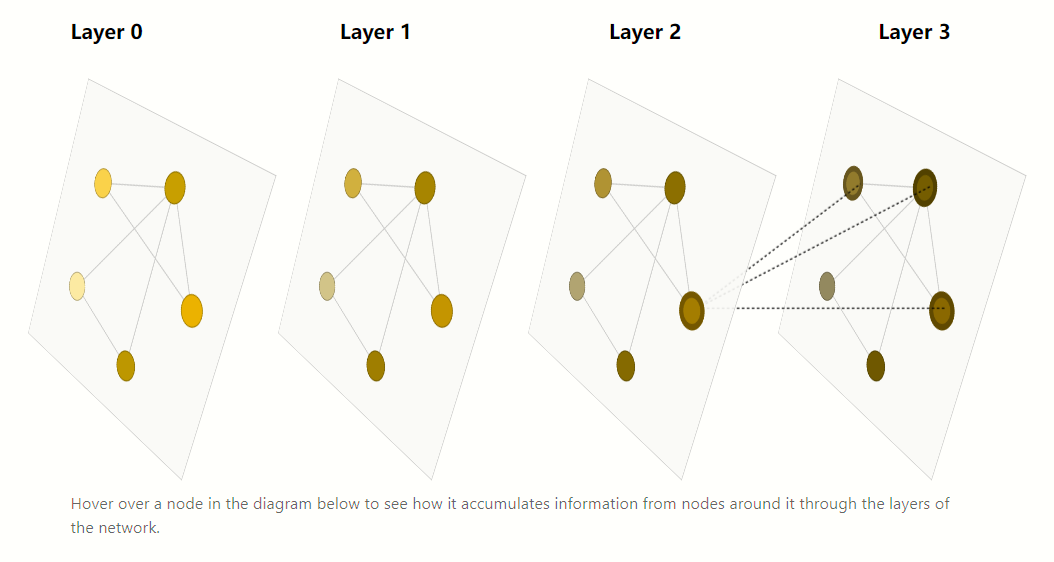 Layer 0 Layer 1 Layer 2 Layer 3
Hover over a node in the diagram below to see how it accumulates information from nodes around it through the layers of
the network.